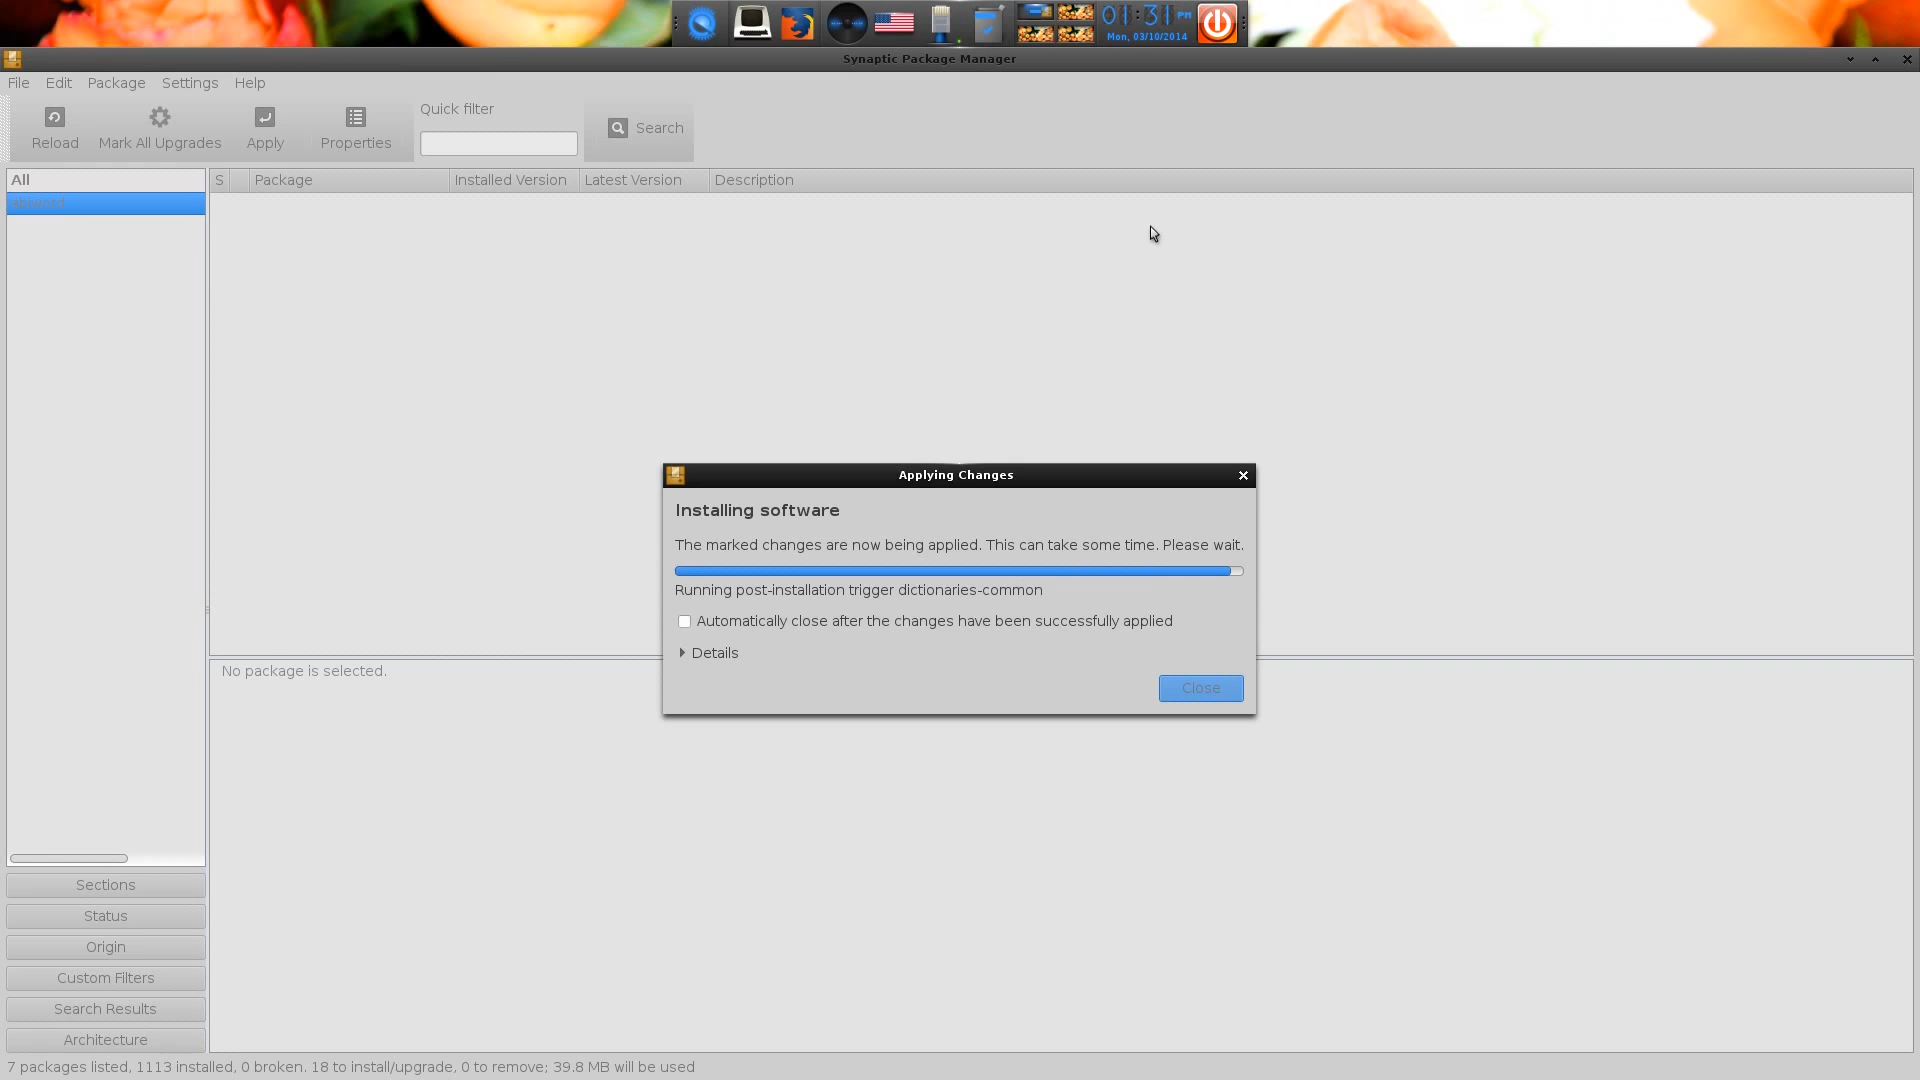 01:31 PM
Mon, 03/10/2014
Synaptic Package Manager
File Edit Package Settings Help
Reload
Mark All Upgrades
Apply
Properties
Quick filter
Search
All
abiword
S Package Installed Version Latest Version Description
Applying Changes
Installing software
The marked changes are now being applied. This can take some time. Please wait.
Running post-installation trigger dictionaries-common
Automatically close after the changes have been successfully applied
Details
Close
No package is selected.
Sections
Status
Origin
Custom Filters
Search Results
Architecture
7 packages listed, 1113 installed, 0 broken. 18 to install/upgrade, 0 to remove; 39.8 MB will be used